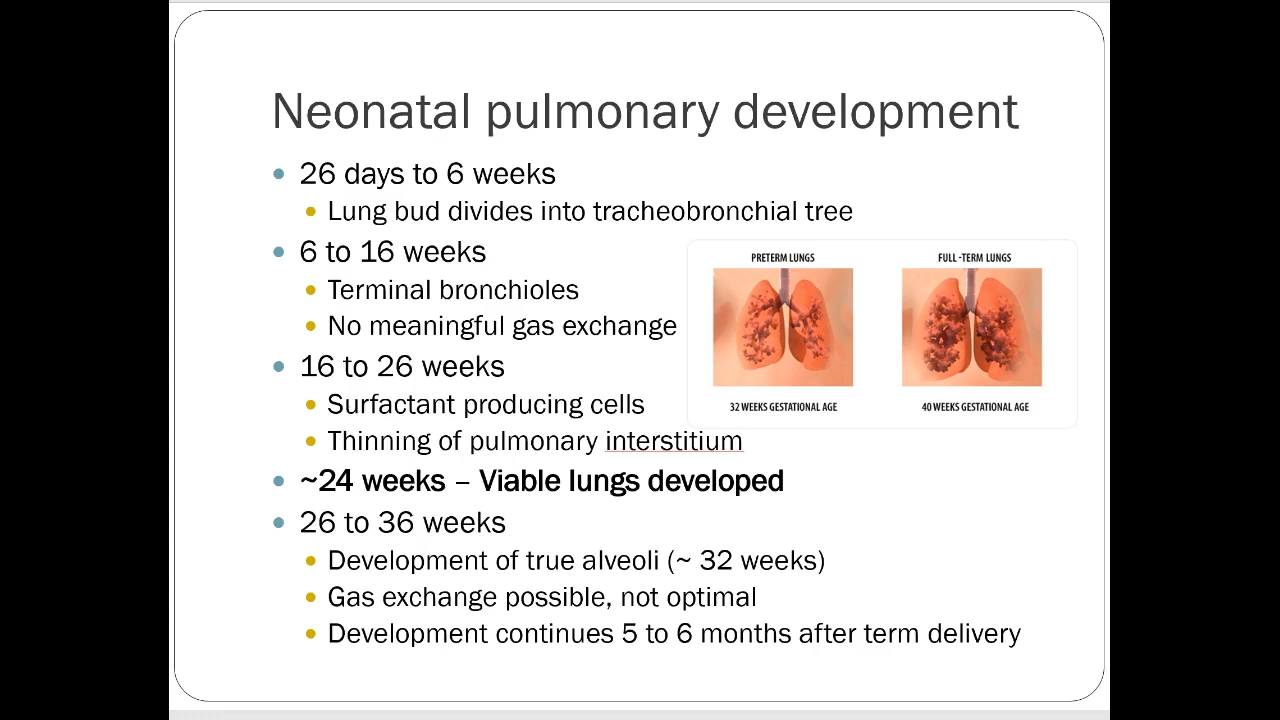 Neonatal pulmonary development
26 days to 6 weeks
Lung bud divides into tracheobronchial tree
6 to 16 weeks
Terminal bronchioles
No meaningful gas exchange
16 to 26 weeks
Surfactant producing cells
Thinning of pulmonary interstitium
~24 weeks – Viable lungs developed
26 to 36 weeks
Development of true alveoli (~ 32 weeks)
Gas exchange possible, not optimal
Development continues 5 to 6 months after term delivery
PRETERM LUNGS
32 WEEKS GESTATIONAL AGE
FULL -TERM LUNGS
40 WEEKS GESTATIONAL AGE